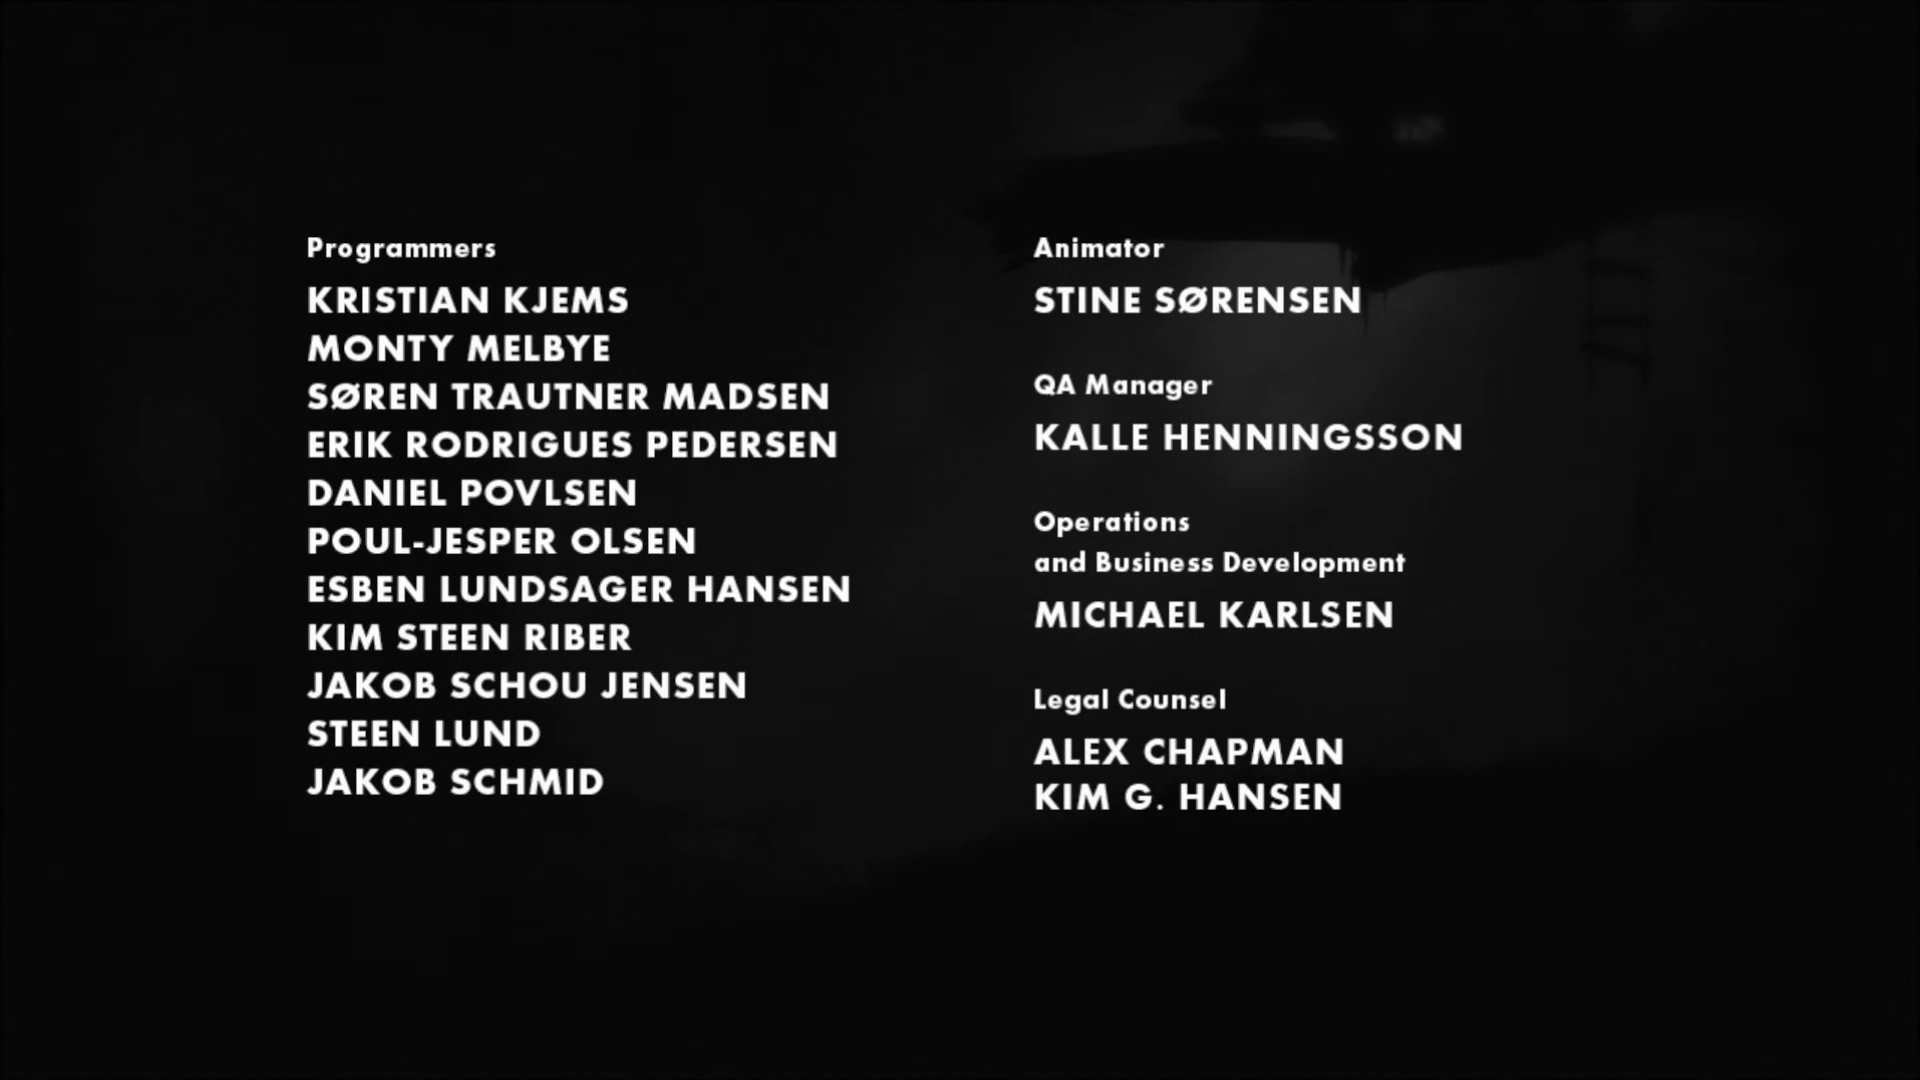 Programmers
KRISTIAN KJEMS
MONTY MELBYE
SØREN TRAUTNER MADSEN
ERIK RODRIGUES PEDERSEN
DANIEL POVLSEN
POUL-JESPER OLSEN
ESBEN LUNDSAGER HANSEN
KIM STEEN RIBER
JAKOB SCHOU JENSEN
STEEN LUND
JAKOB SCHMID
Animator
STINE SØRENSEN
QA Manager
KALLE HENNINGSSON
Operations
and Business Development
MICHAEL KARLSEN
Legal Counsel
ALEX CHAPMAN
KIM G. HANSEN